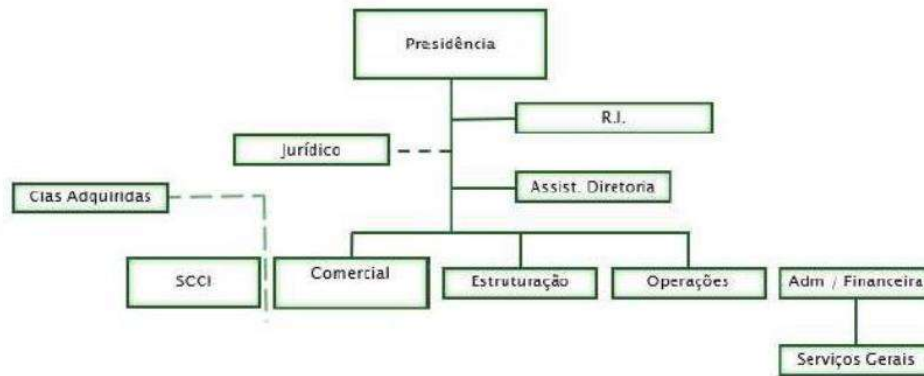 Presidência
R.I.
Jurídico
Assist. Diretoria
Cias Adquiridas
SCCI
Comercial
Estruturação
Operações
Adm / Financeira
Serviços Gerais